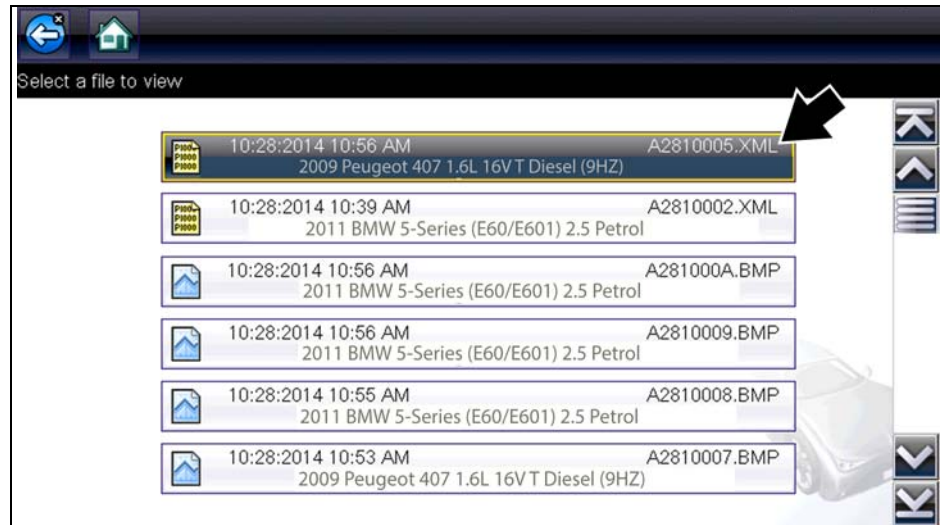 Select a file to view
10:28:2014 10:56 AM A2810005.XML
2009 Peugeot 407 1.6L 16V T Diesel (9HZ)
10:28:2014 10:39 AM A2810002.XML
2011 BMW 5-Series (E60/E601) 2.5 Petrol
10:28:2014 10:56 AM A281000A.BMP
2011 BMW 5-Series (E60/E601) 2.5 Petrol
10:28:2014 10:56 AM A2810009.BMP
2011 BMW 5-Series (E60/E601) 2.5 Petrol
10:28:2014 10:55 AM A2810008.BMP
2011 BMW 5-Series (E60/E601) 2.5 Petrol
10:28:2014 10:53 AM A2810007.BMP
2009 Peugeot 407 1.6L 16V T Diesel (9HZ)